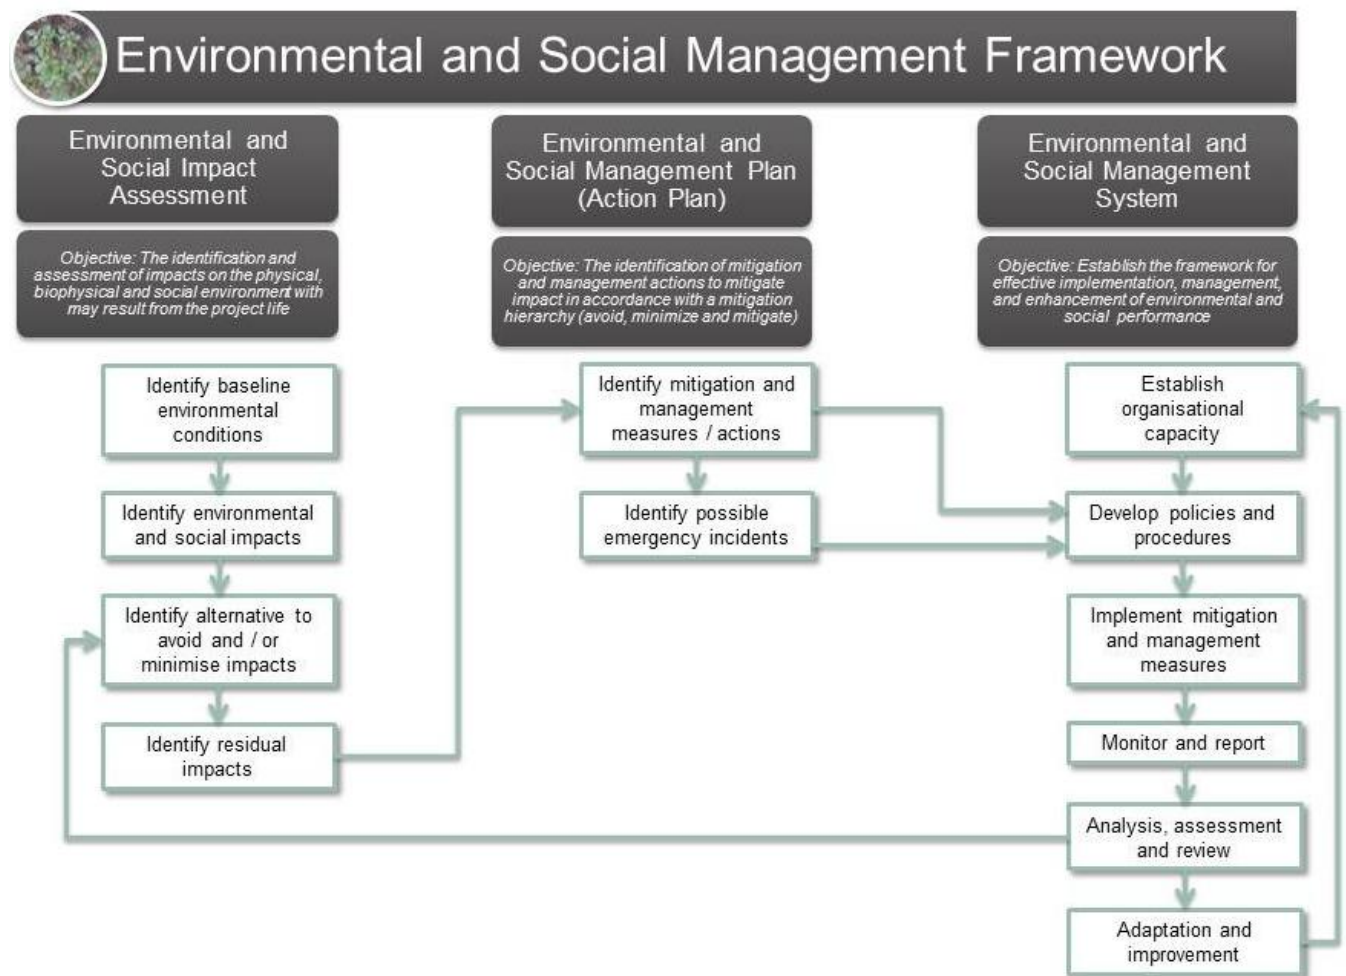 Environmental and Social Management Framework
Environmental and
Social Impact
Assessment
Objective: The identification and
assessment of impacts on the physical,
biophysical and social environment with
may result from the project life
Identify baseline
environmental
conditions
Identify environmental
and social impacts
Identify alternative to
avoid and / or
minimise impacts
Identify residual
impacts
Environmental and
Social Management Plan
(Action Plan)
Objective: The identification of mitigation
and management actions to mitigate
impact in accordance with a mitigation
hierarchy (avoid, minimize and mitigate)
Identify mitigation and
management
measures / actions
Identify possible
emergency incidents
Environmental and
Social Management
System
Objective: Establish the framework for
effective implementation, management,
and enhancement of environmental and
social performance
Establish
organisational
capacity
Develop policies and
procedures
Implement mitigation
and management
measures
Monitor and report
Analysis, assessment
and review
Adaptation and
improvement